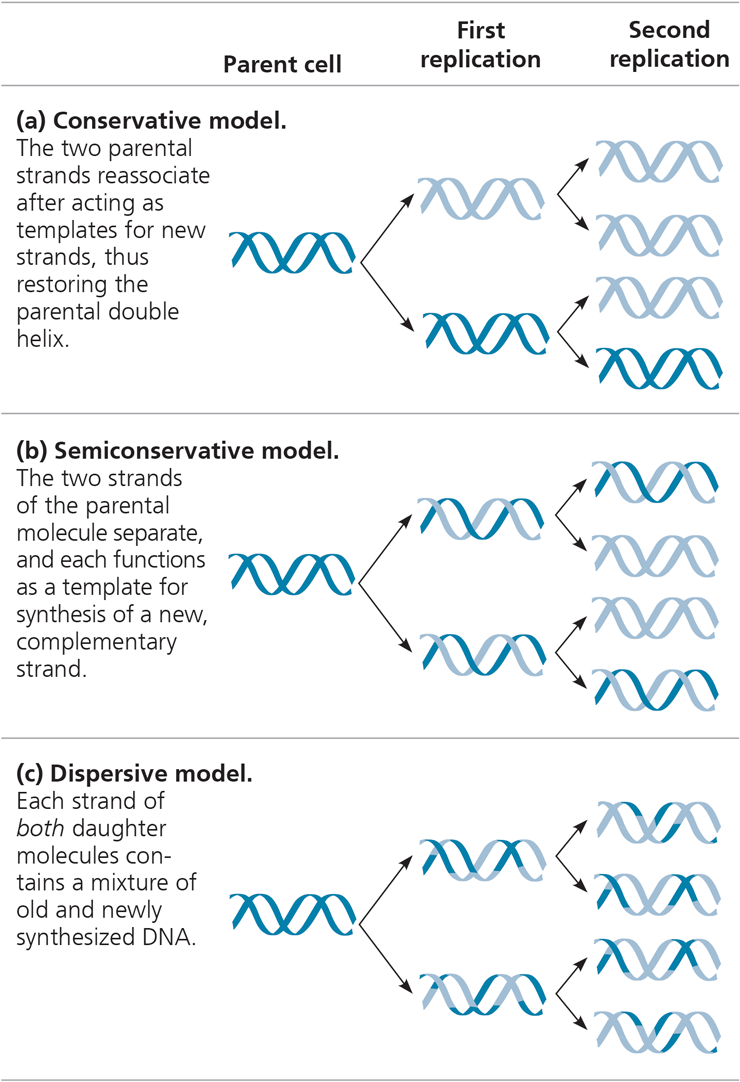 Parent cell
First
replication
Second
replication
(a) Conservative model.
The two parental
strands reassociate
after acting as
templates for new
strands, thus
restoring the
parental double
helix.
(b) Semiconservative model.
The two strands
of the parental
molecule separate,
and each functions
as a template for
synthesis of a new,
complementary
strand.
(c) Dispersive model.
Each strand of
both daughter
molecules con-
tains a mixture of
old and newly
synthesized DNA.